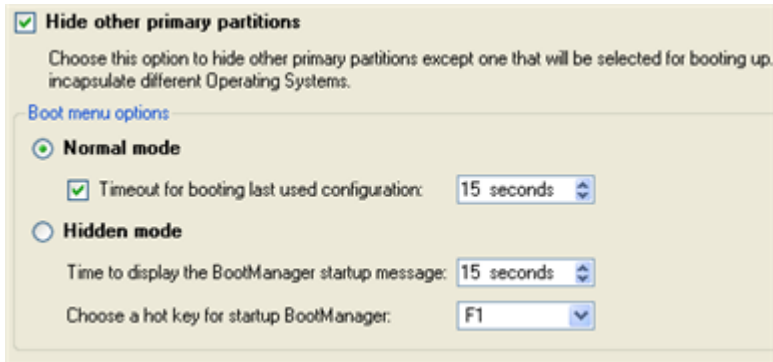 Hide other primary partitions
Choose this option to hide other primary partitions except one that will be selected for booting up.
incapsulate different Operating Systems.
Boot menu options
Normal mode
Timeout for booting last used configuration: 15 seconds
Hidden mode
Time to display the BootManager startup message: 15 seconds
Choose a hot key for startup BootManager: F1